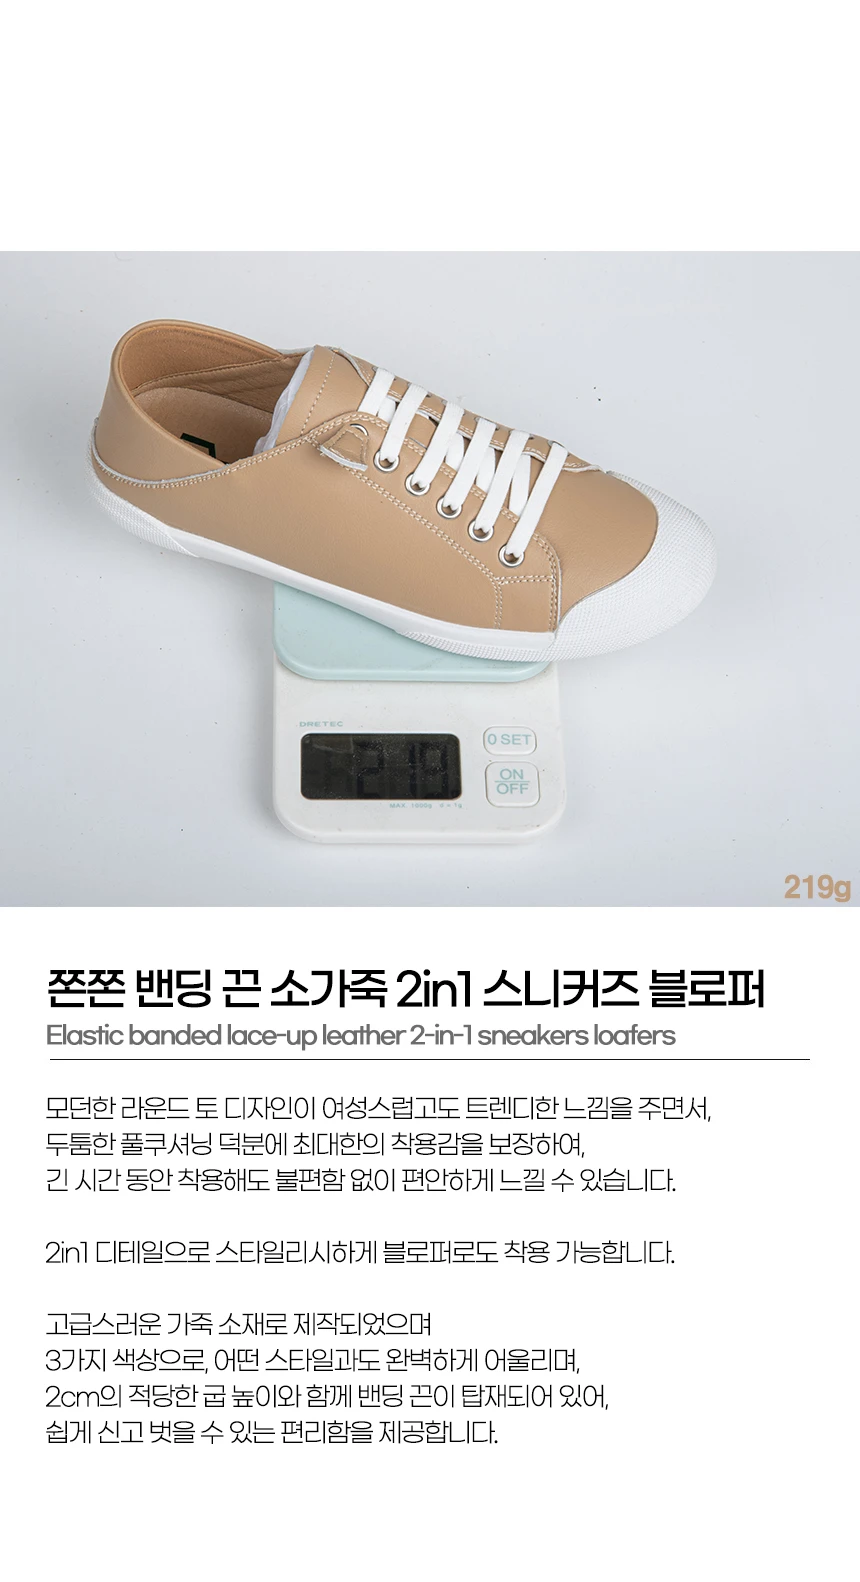 DRETEC
0 SET
219
ON
OFF
MAX 1000g d=1g
219g
쫀쫀 밴딩 끈 소가죽 2in1 스니커즈 블로퍼
Elastic banded lace-up leather 2-in-1 sneakers loafers
모던한 라운드 토 디자인이 여성스럽고도 트렌디한 느낌을 주면서,
두툼한 풀쿠셔닝 덕분에 최대한의 착용감을 보장하여,
긴 시간 동안 착용해도 불편함 없이 편안하게 느낄 수 있습니다.
2in1 디테일으로 스타일리시하게 블로퍼로도 착용 가능합니다.
고급스러운 가죽 소재로 제작되었으며
3가지 색상으로, 어떤 스타일과도 완벽하게 어울리며,
2cm의 적당한 굽 높이와 함께 밴딩 끈이 탑재되어 있어,
쉽게 신고 벗을 수 있는 편리함을 제공합니다.